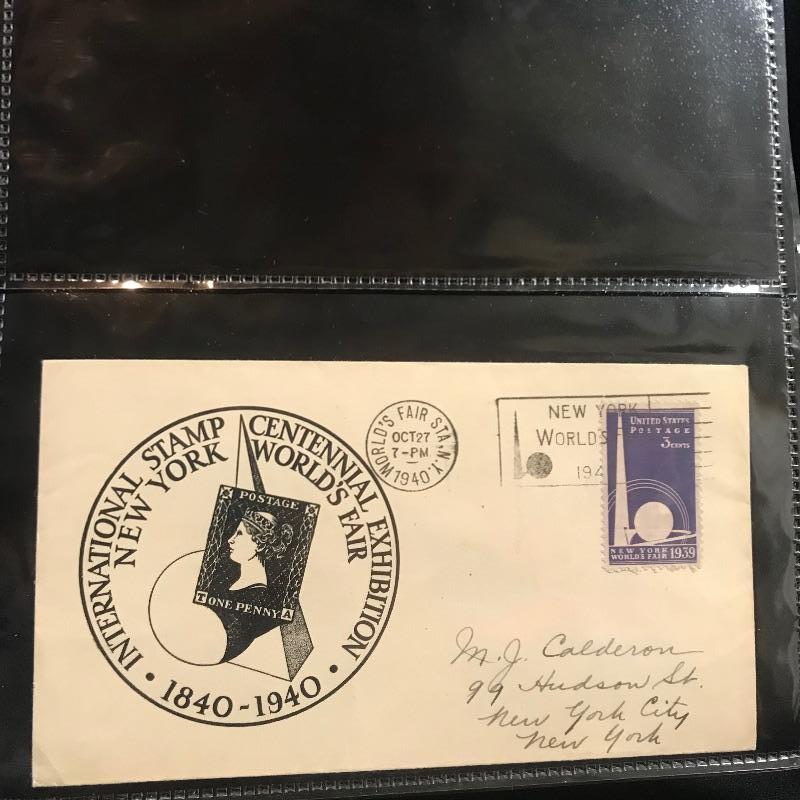 INTERNATIONAL STAMP CENTENNIAL EXHIBITION
NEW YORK WORLD'S FAIR
POSTAGE
T ONE PENNY. A
• 1840-1940 •
WORLD'S FAIR STA., N.Y.
OCT 27
7-PM
1940
NEW YORK
WORLD'S
194
UNITED STATES
POSTAGE
3 CENTS
NEW YORK
WORLD'S FAIR 1939
M. J. Calderon
99 Hudson St.
New York City
New York